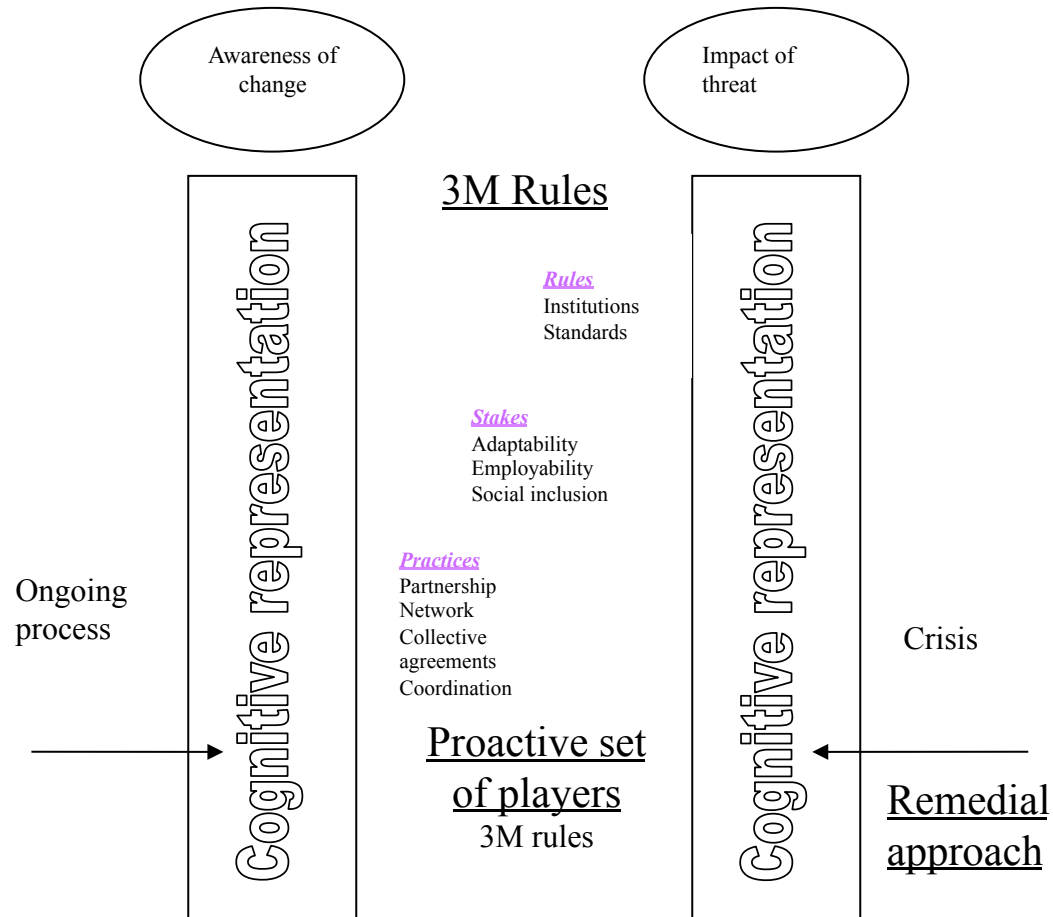 Awareness of
change
Impact of
threat
3M Rules
Cognitive representation
Rules
Institutions
Standards
Stakes
Adaptability
Employability
Social inclusion
Practices
Partnership
Network
Collective
agreements
Coordination
Ongoing
process
Proactive set
of players
3M rules
Cognitive representation
Crisis
Remedial
approach